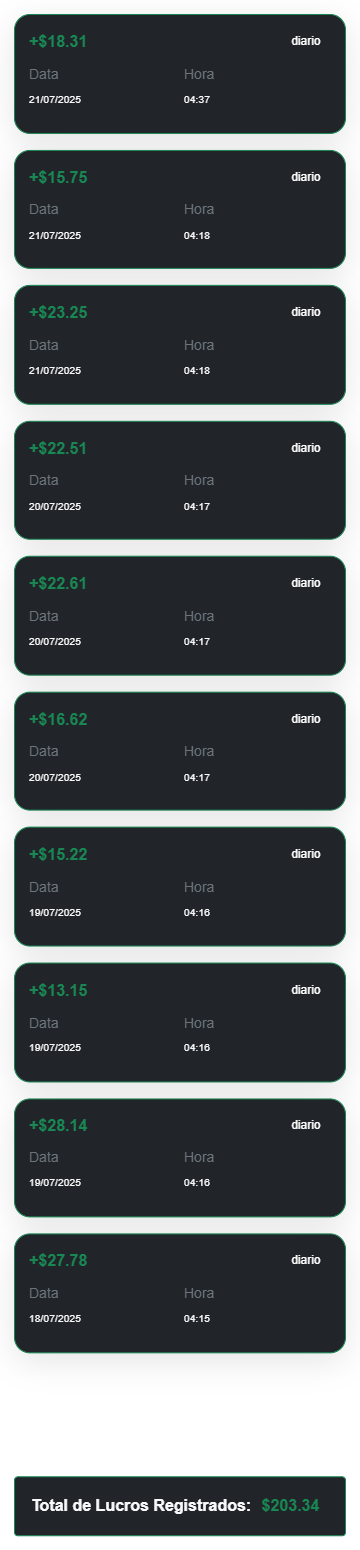 +$18.31 diario
Data Hora
21/07/2025 04:37
+$15.75 diario
Data Hora
21/07/2025 04:18
+$23.25 diario
Data Hora
21/07/2025 04:18
+$22.51 diario
Data Hora
20/07/2025 04:17
+$22.61 diario
Data Hora
20/07/2025 04:17
+$16.62 diario
Data Hora
20/07/2025 04:17
+$15.22 diario
Data Hora
19/07/2025 04:16
+$13.15 diario
Data Hora
19/07/2025 04:16
+$28.14 diario
Data Hora
19/07/2025 04:16
+$27.78 diario
Data Hora
18/07/2025 04:15
Total de Lucros Registrados: $203.34